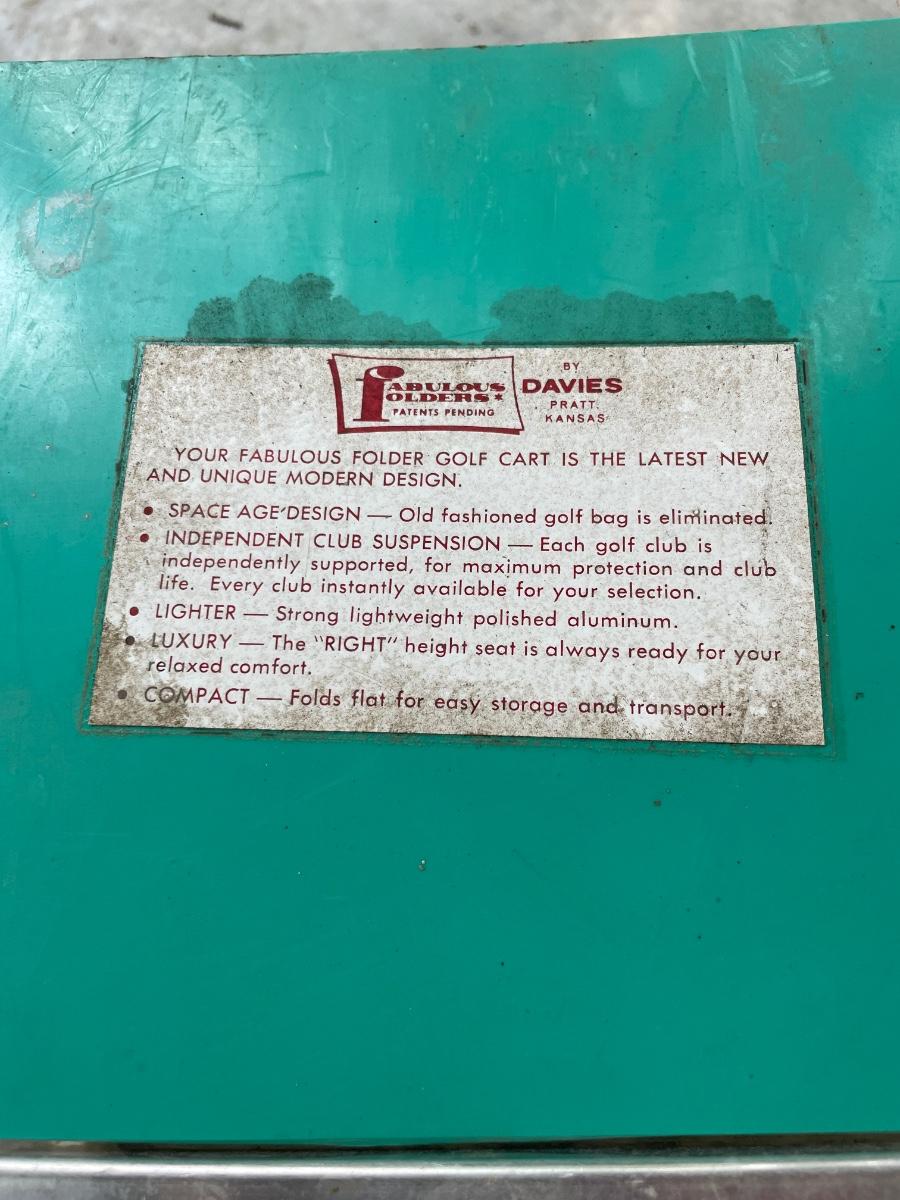 fABULOUS
fOLDERS*
PATENTS PENDING
BY
DAVIES
PRATT.
KANSAS
YOUR FABULOUS FOLDER GOLF CART IS THE LATEST NEW
AND UNIQUE MODERN DESIGN.
• SPACE AGE DESIGN — Old fashioned golf bag is eliminated.
• INDEPENDENT CLUB SUSPENSION — Each golf club is
independently supported, for maximum protection and club
life. Every club instantly available for your selection.
• LIGHTER — Strong lightweight polished aluminum.
• LUXURY — The "RIGHT" height seat is always ready for your
relaxed comfort.
• COMPACT — Folds flat for easy storage and transport.